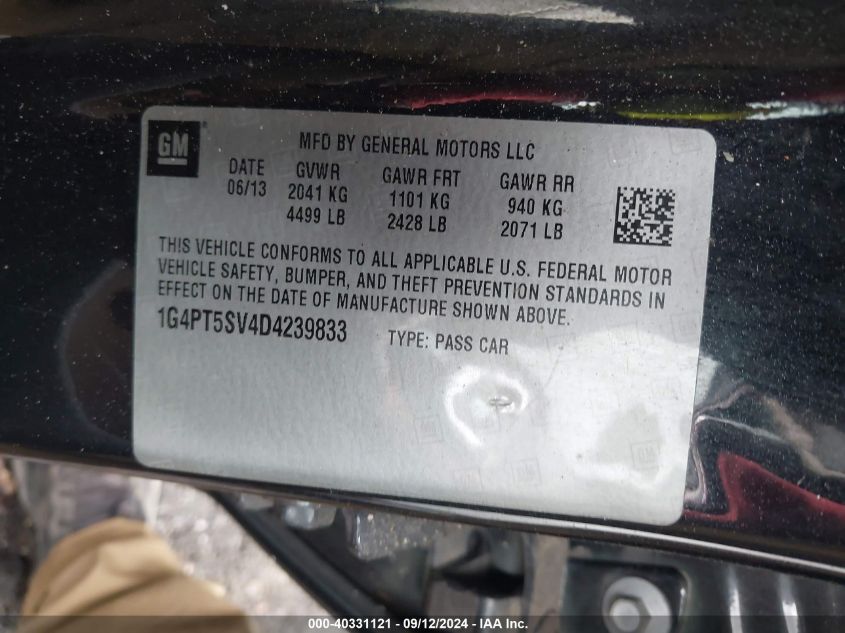 GM
MFD BY GENERAL MOTORS LLC
DATE GVWR GAWR FRT GAWR RR
06/13 2041 KG 1101 KG 940 KG
4499 LB 2428 LB 2071 LB
THIS VEHICLE CONFORMS TO ALL APPLICABLE U.S. FEDERAL MOTOR
VEHICLE SAFETY, BUMPER, AND THEFT PREVENTION STANDARDS IN
EFFECT ON THE DATE OF MANUFACTURE SHOWN ABOVE.
1G4PT5SV4D4239833 TYPE: PASS CAR
000-40331121 - 09/12/2024 - IAA Inc.